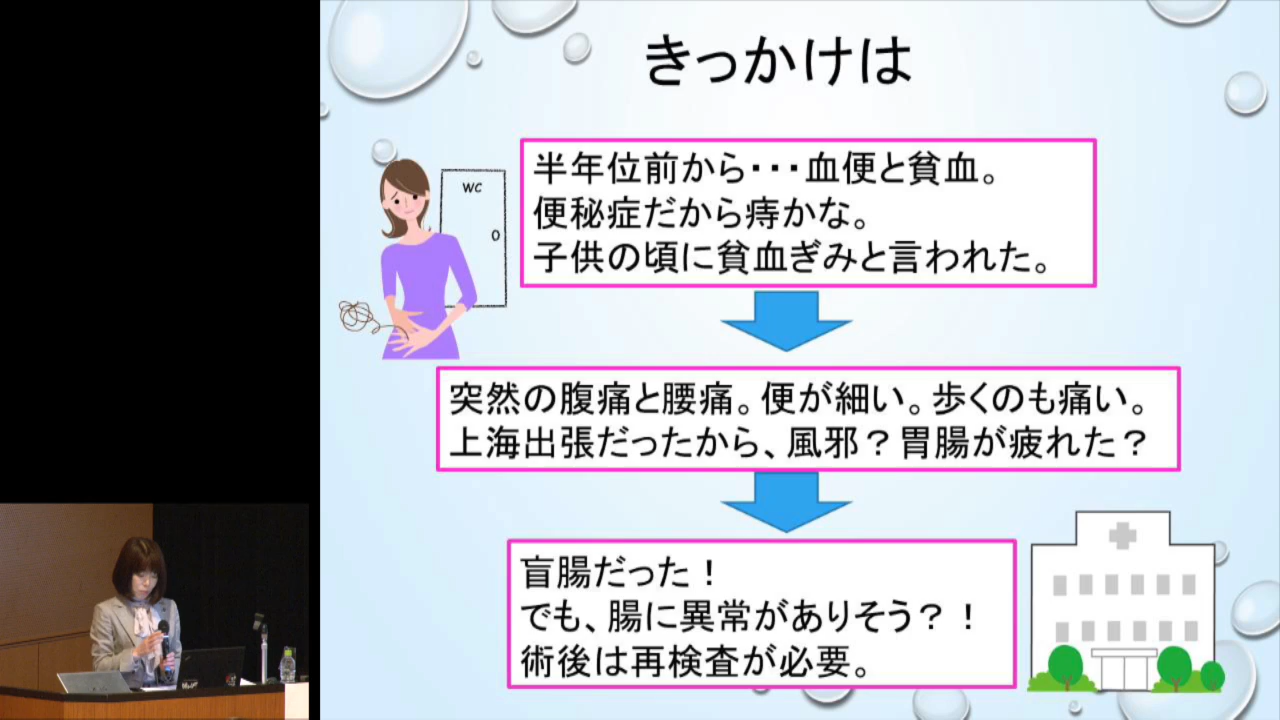 きっかけは
WC
半年位前から・・・血便と貧血。
便秘症だから痔かな。
子供の頃に貧血ぎみと言われた。
突然の腹痛と腰痛。便が細い。歩くのも痛い。
上海出張だったから、風邪？胃腸が疲れた？
盲腸だった！
でも、腸に異常がありそう？！
術後は再検査が必要。